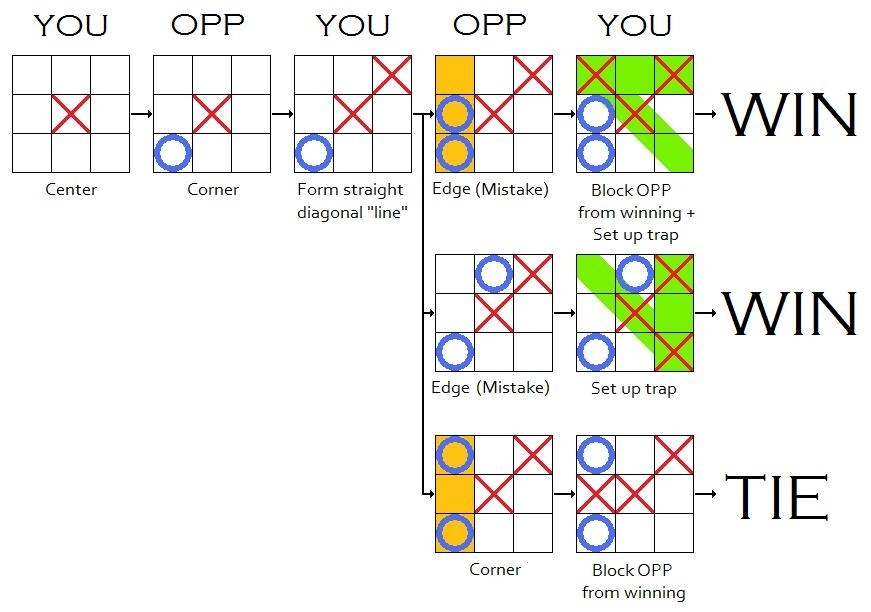 YOU OPP YOU OPP YOU
WIN
Center
Corner
Form straight
diagonal "line"
Edge (Mistake)
Block OPP
from winning +
Set up trap
WIN
Edge (Mistake)
Set up trap
TIE
Corner
Block OPP
from winning